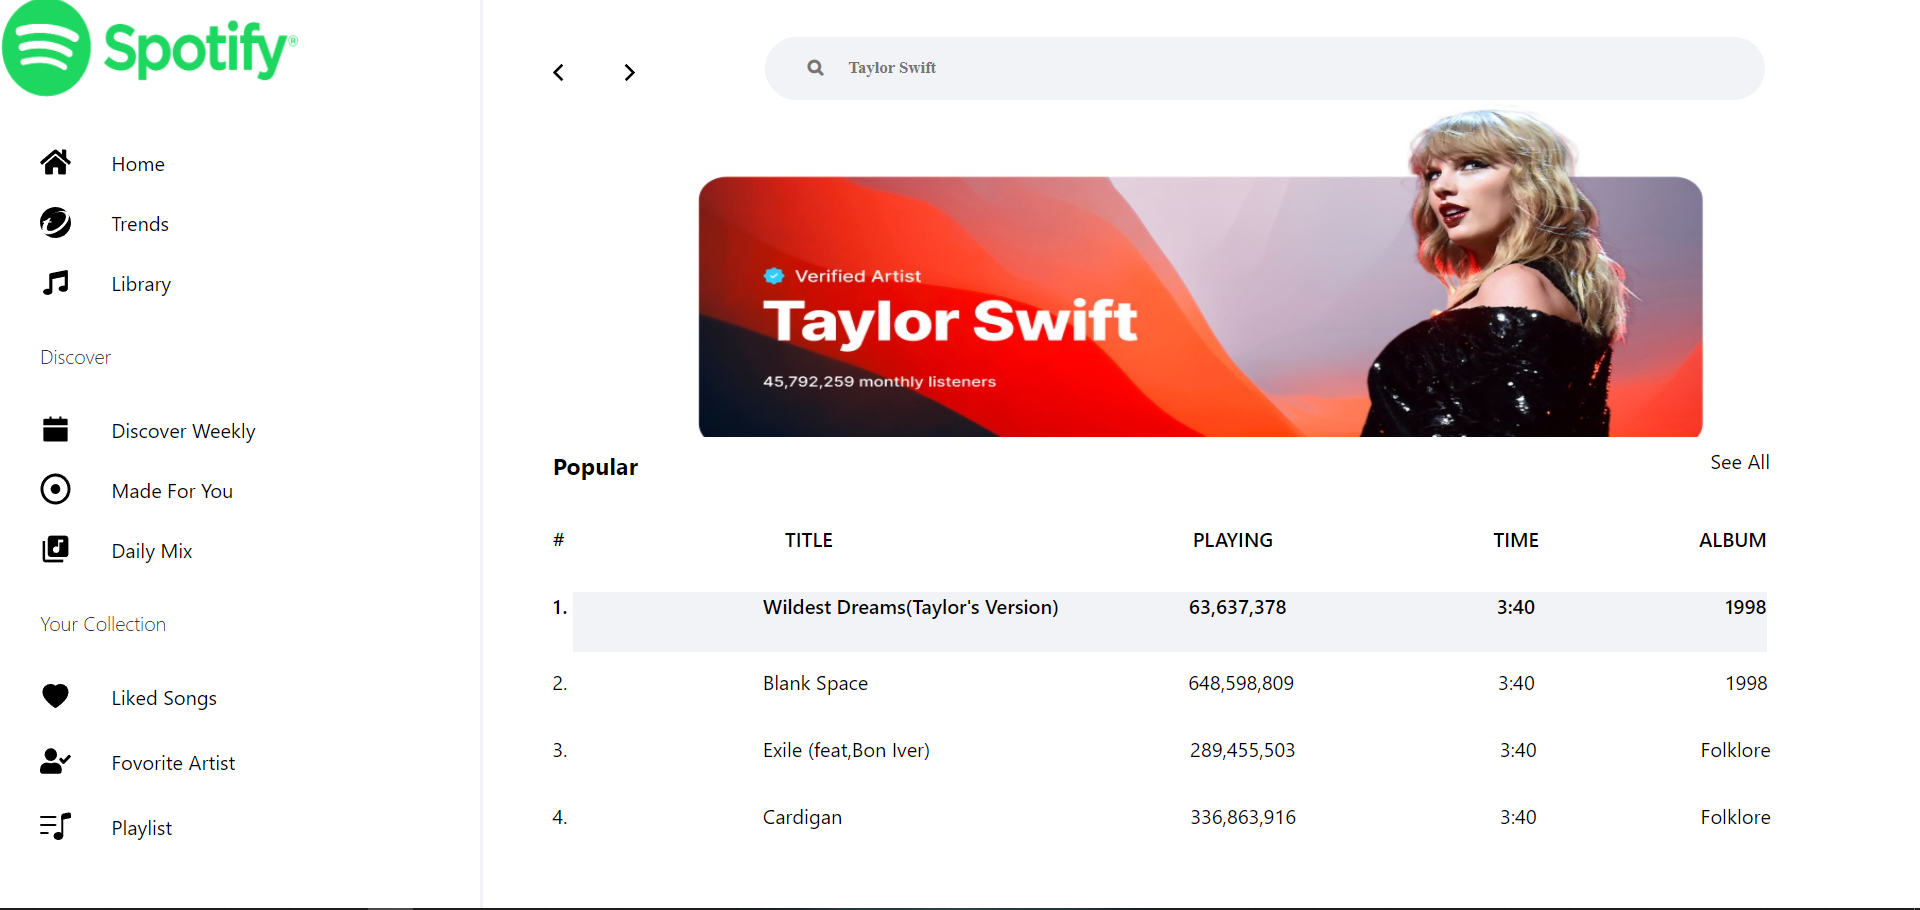 Spotify®
Home
Trends
Library
Discover
Discover Weekly
Made For You
Daily Mix
Your Collection
Liked Songs
Fovorite Artist
Playlist
Taylor Swift
Verified Artist
Taylor Swift
45,792,259 monthly listeners
Popular See All
# TITLE PLAYING TIME ALBUM
1. Wildest Dreams(Taylor's Version) 63,637,378 3:40 1998
2. Blank Space 648,598,809 3:40 1998
3. Exile (feat,Bon Iver) 289,455,503 3:40 Folklore
4. Cardigan 336,863,916 3:40 Folklore